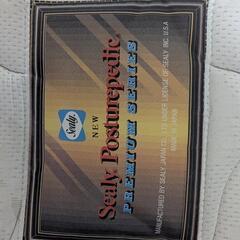 Sealy
NEW
Sealy Posturepedic
PREMIUM SERIES
MANUFACTURED BY SEALY JAPAN CO., LTD UNDER LICENSE OF SEALY, INC. U.S.A
MADE IN JAPAN